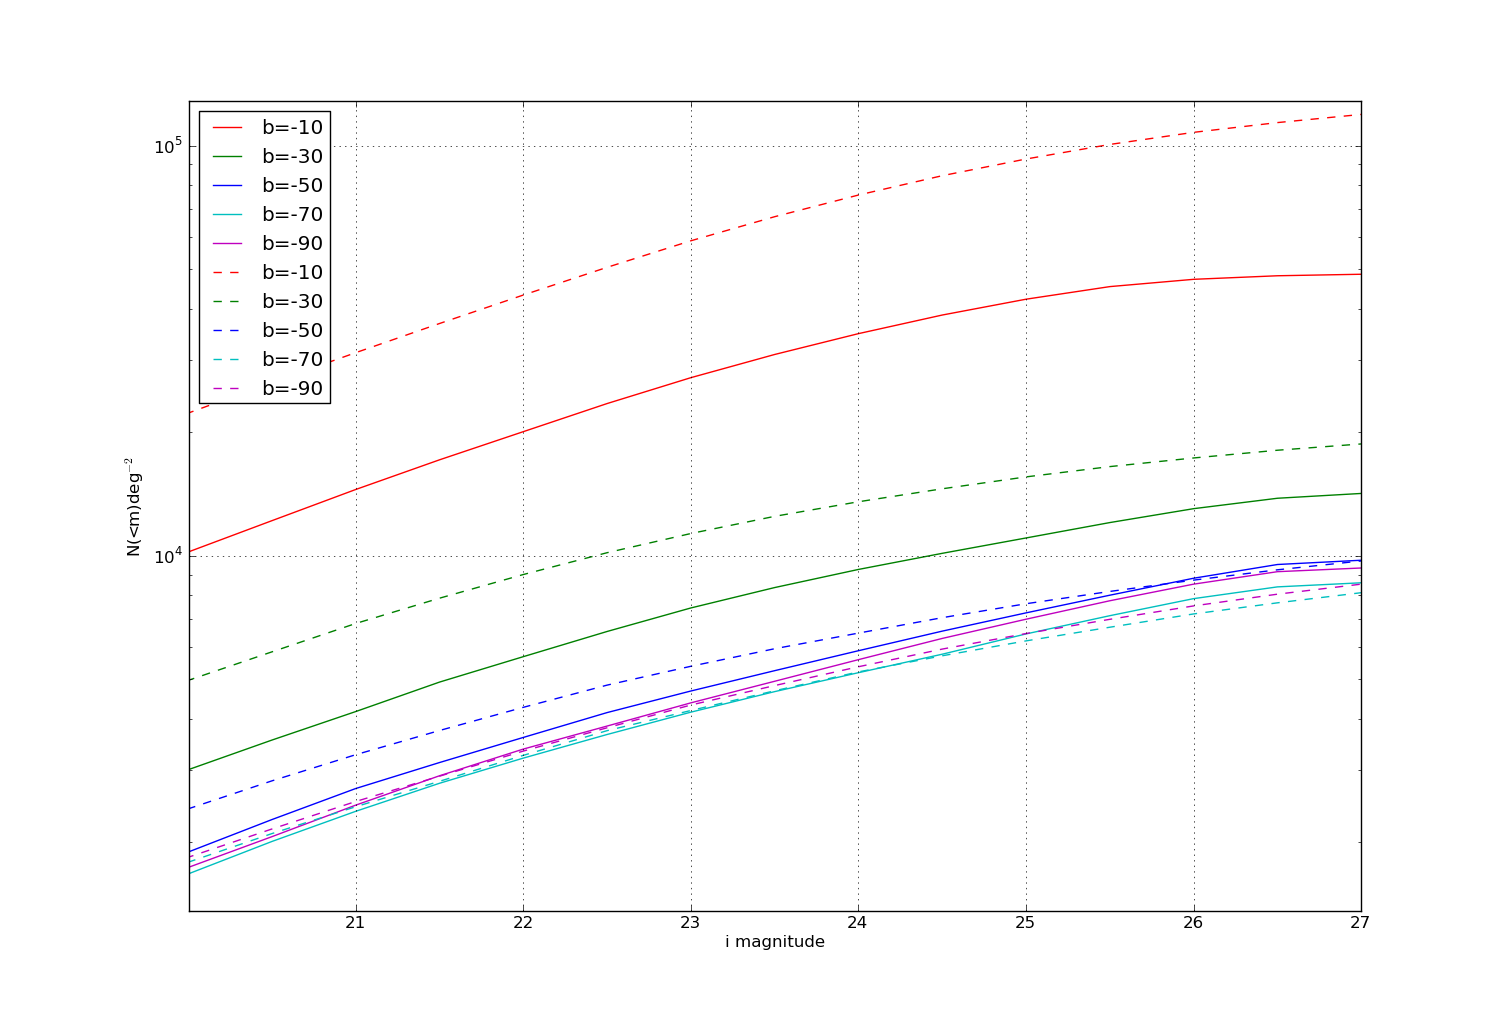 b=-10
b=-30
b=-50
b=-70
b=-90
b=-10
b=-30
b=-50
b=-70
b=-90
10^5
10^4
N(<m)deg^{-2}
21 22 23 24 25 26 27
i magnitude